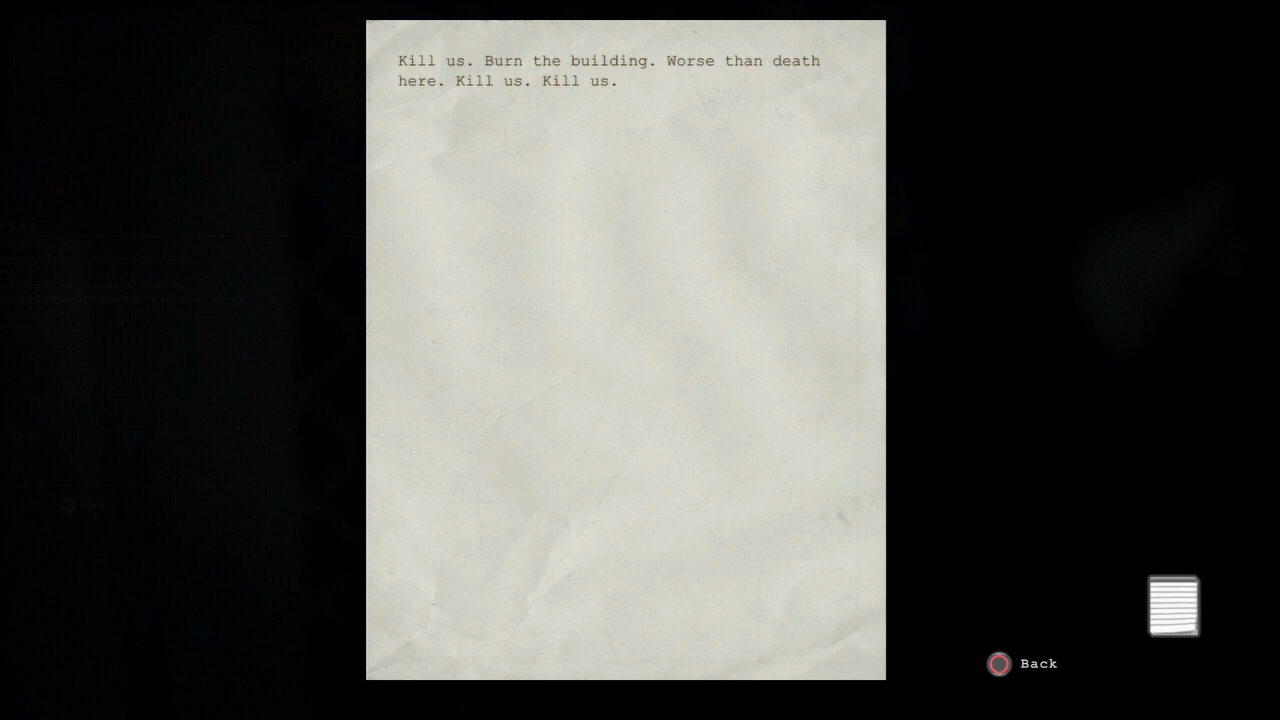 Kill us. Burn the building. Worse than death
here. Kill us. Kill us.
Back